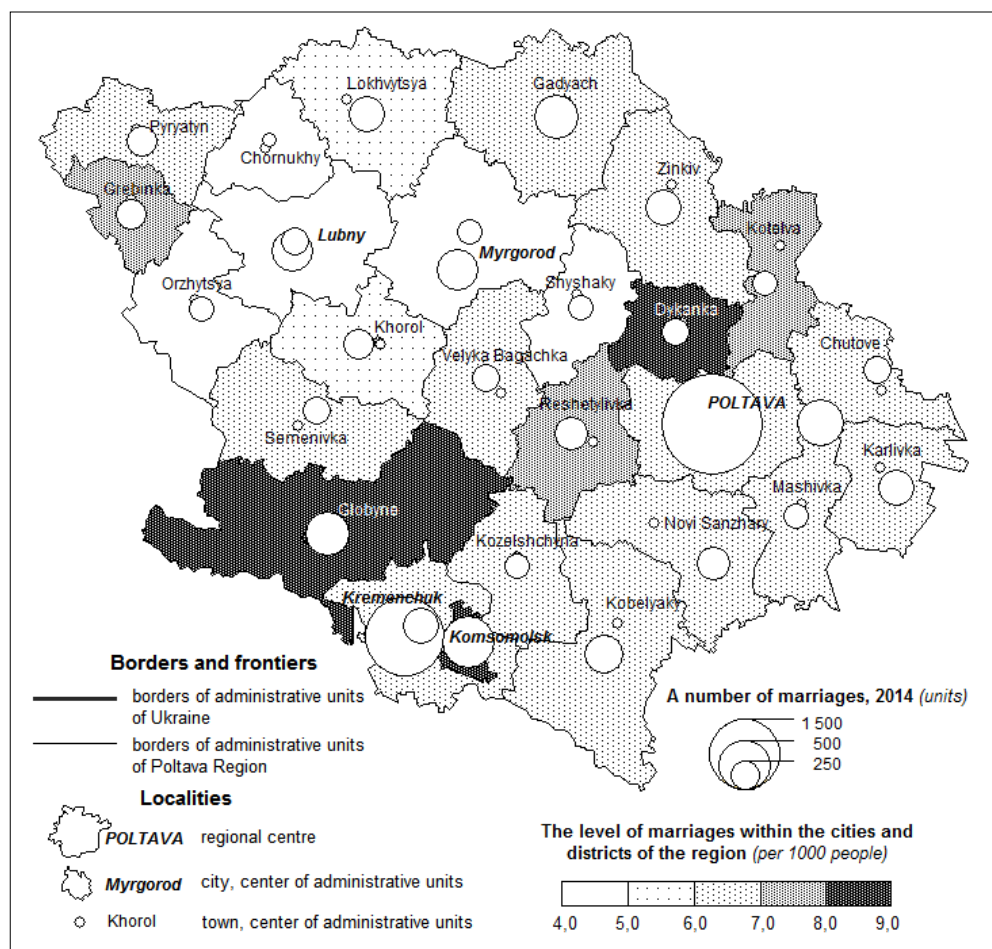 Lokhvytsya
Gadyach
Pyryatyn
Chornukhy
Zinkiv
Grebinka
Kotelva
Lubny
Myrgorod
Orzhytsya
Shyshaky
Dykanka
Khorol
Chutove
Velyka Bagachka
Reshetylivka
POLTAVA
Semenivka
Karlivka
Mashivka
Globyne
Novi Sanzhary
Kozelshchyna
Kremenchuk
Kobelyaky
Komsomolsk
Borders and frontiers
borders of administrative units
of Ukraine
borders of administrative units
of Poltava Region
Localities
POLTAVA regional centre
Myrgorod city, center of administrative units
Khorol town, center of administrative units
A number of marriages, 2014 (units)
1 500
500
250
The level of marriages within the cities and
districts of the region (per 1000 people)
4,0 5,0 6,0 7,0 8,0 9,0